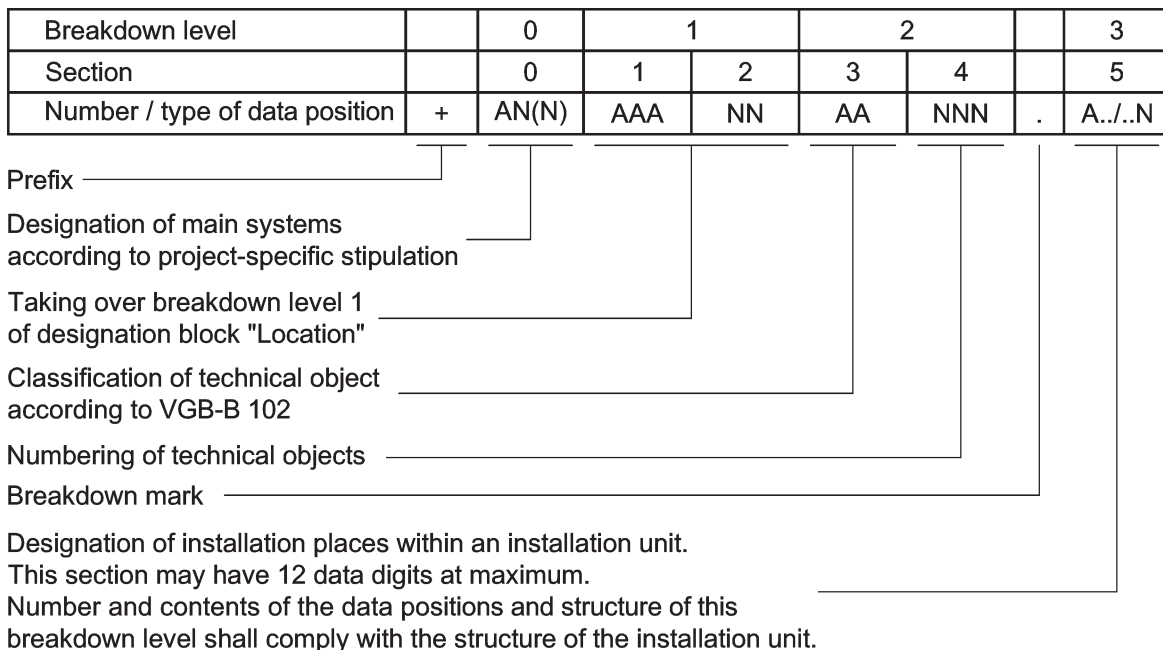 Breakdown level 0 1 2 3
Section 0 1 2 3 4 5
Number / type of data position + AN(N) AAA NN AA NNN . A../..N
Prefix
Designation of main systems
according to project-specific stipulation
Taking over breakdown level 1
of designation block "Location"
Classification of technical object
according to VGB-B 102
Numbering of technical objects
Breakdown mark
Designation of installation places within an installation unit.
This section may have 12 data digits at maximum.
Number and contents of the data positions and structure of this
breakdown level shall comply with the structure of the installation unit.